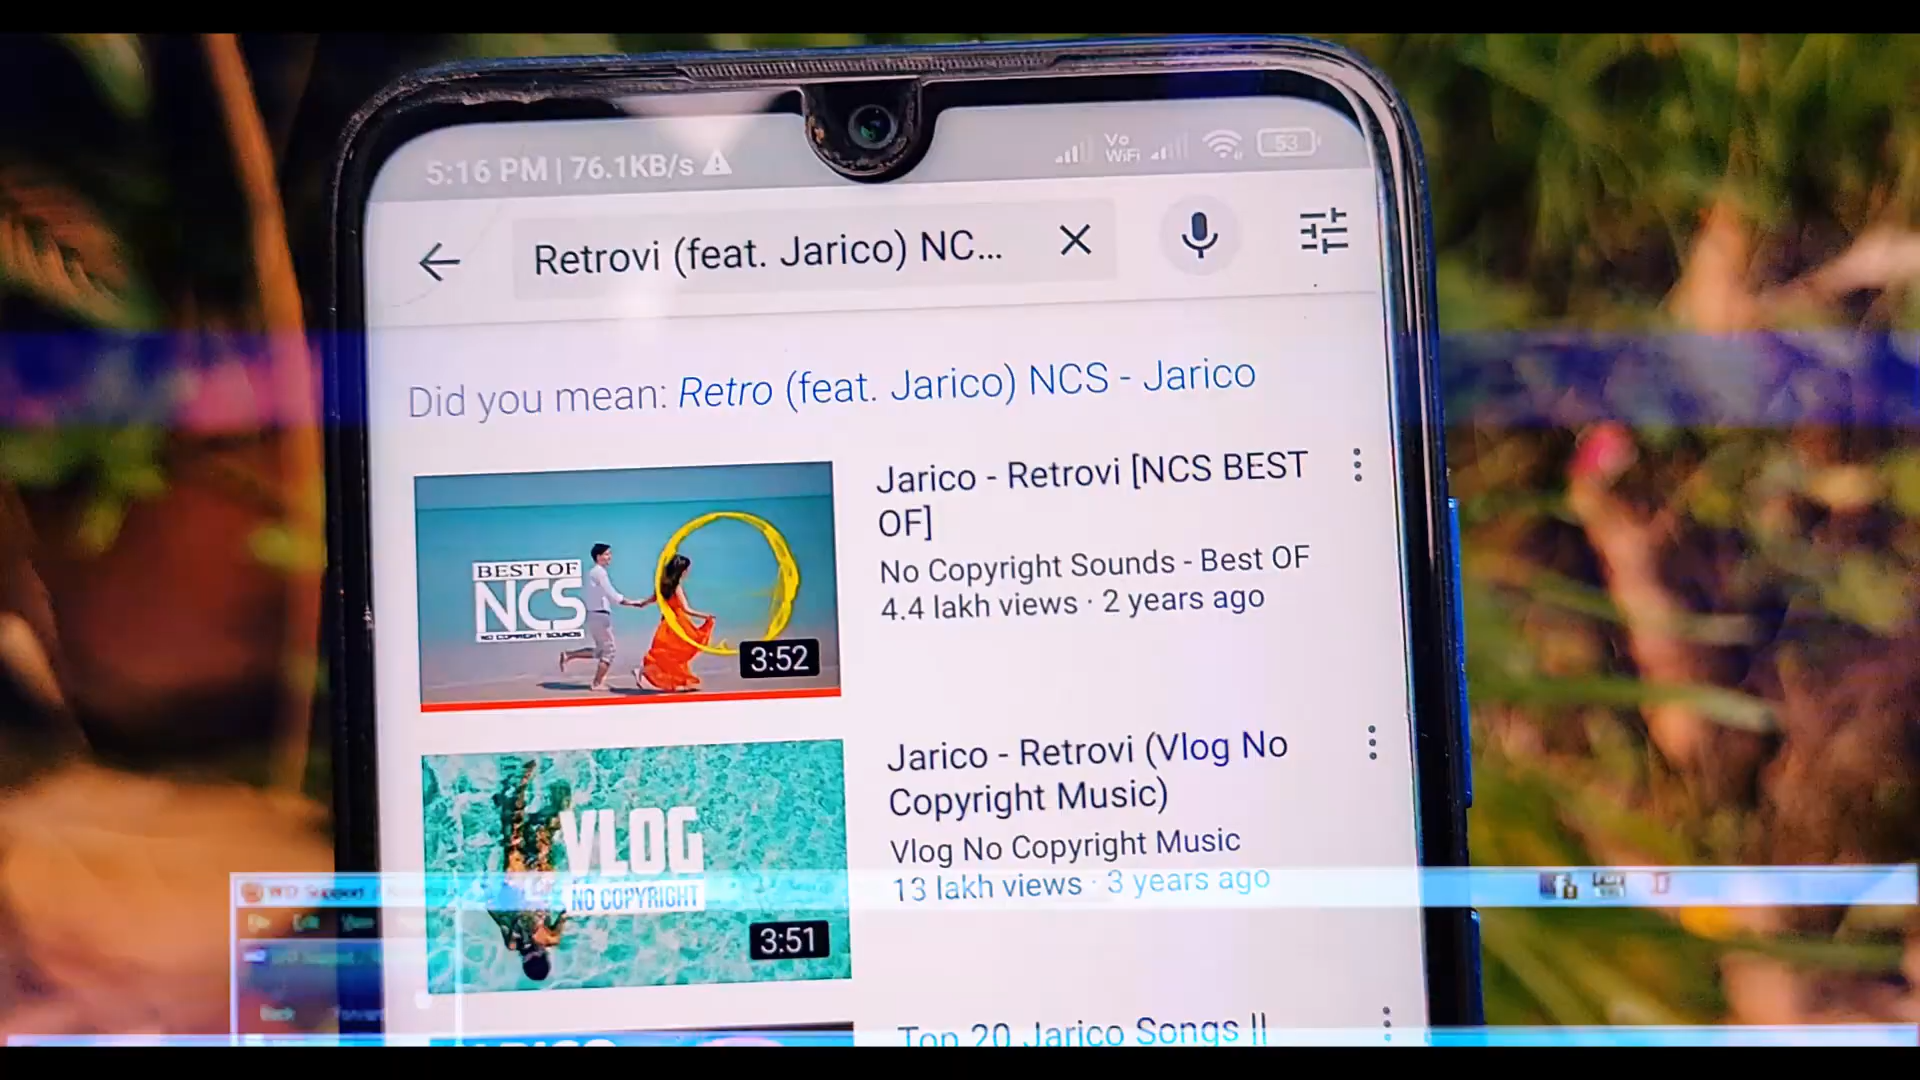 5:16 PM | 76.1KB/s
Vo
WiFi
53
Retrovi (feat. Jarico) NC...
Did you mean: Retro (feat. Jarico) NCS - Jarico
BEST OF
NCS
NO COPYRIGHT SOUNDS
3:52
Jarico - Retrovi [NCS BEST
OF]
No Copyright Sounds - Best OF
4.4 lakh views · 2 years ago
VLOG
NO COPYRIGHT
3:51
Jarico - Retrovi (Vlog No
Copyright Music)
Vlog No Copyright Music
13 lakh views · 3 years ago
Top 20 Jarico Songs ||